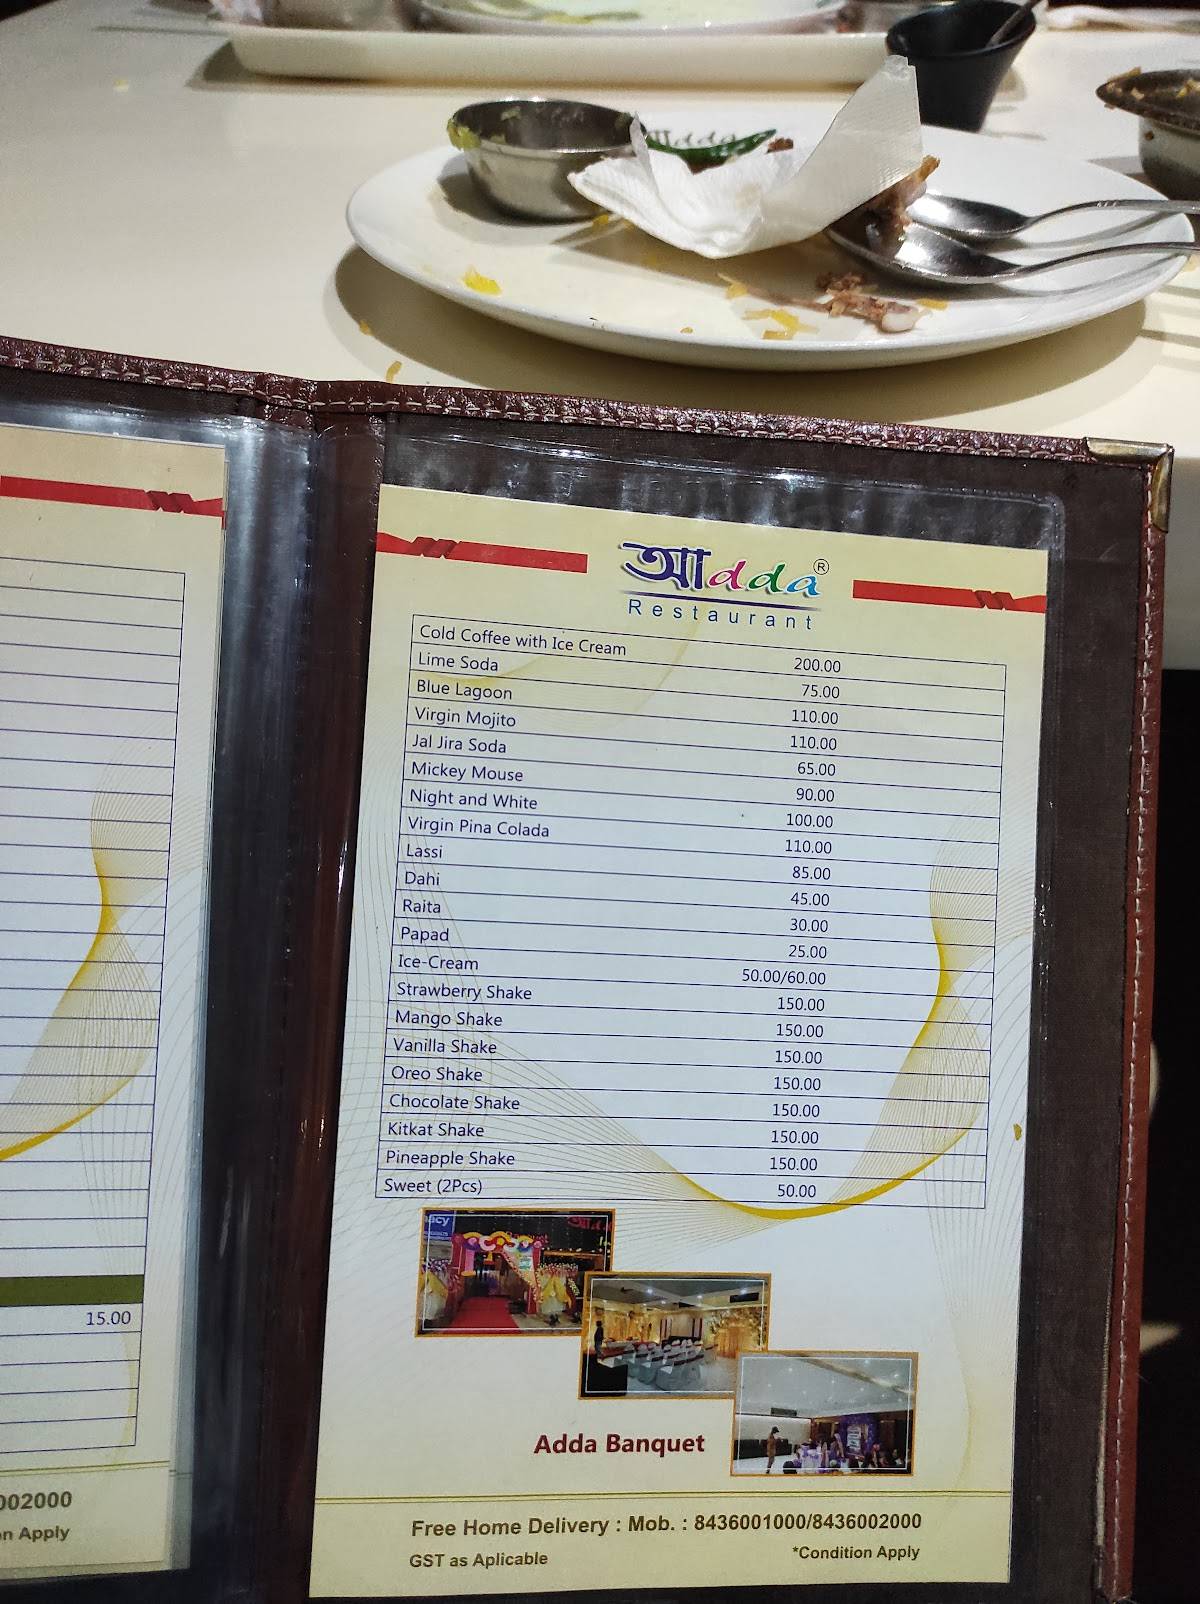 আdda
আdda®
Restaurant
Cold Coffee with Ice Cream 200.00
Lime Soda 75.00
Blue Lagoon 110.00
Virgin Mojito 110.00
Jal Jira Soda 65.00
Mickey Mouse 90.00
Night and White 100.00
Virgin Pina Colada 110.00
Lassi 85.00
Dahi 45.00
Raita 30.00
Papad 25.00
Ice-Cream 50.00/60.00
Strawberry Shake 150.00
Mango Shake 150.00
Vanilla Shake 150.00
Oreo Shake 150.00
Chocolate Shake 150.00
Kitkat Shake 150.00
Pineapple Shake 150.00
Sweet (2Pcs) 50.00
Adda Banquet
Free Home Delivery : Mob. : 8436001000/8436002000
GST as Aplicable *Condition Apply
15.00
002000
n Apply